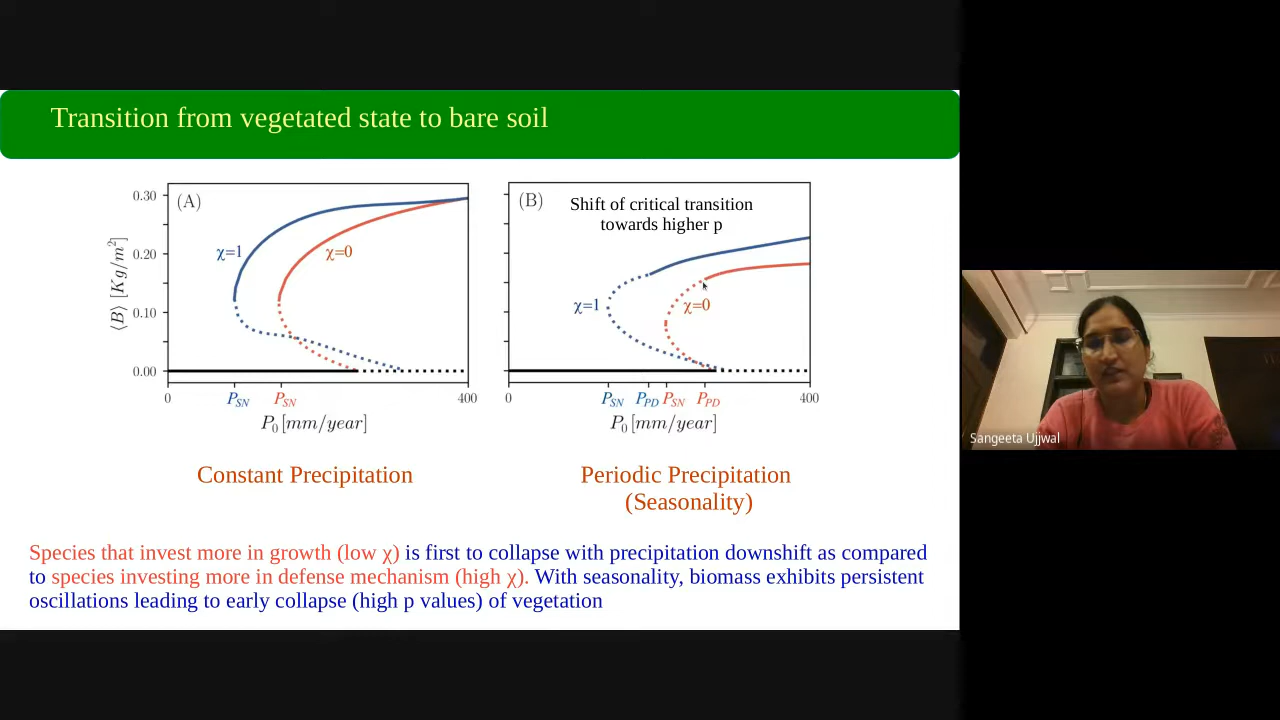 Transition from vegetated state to bare soil
(A)
0.30
0.20
0.10
0.00
⟨B⟩ [Kg/m²]
χ=1
χ=0
0
P_SN
P_SN
400
P₀ [mm/year]
Constant Precipitation
(B)
Shift of critical transition
towards higher p
χ=1
χ=0
0
P_SN
P_PD
P_SN
P_PD
400
P₀ [mm/year]
Periodic Precipitation
(Seasonality)
Species that invest more in growth (low χ) is first to collapse with precipitation downshift as compared
to species investing more in defense mechanism (high χ). With seasonality, biomass exhibits persistent
oscillations leading to early collapse (high p values) of vegetation
Sangeeta Ujjwal